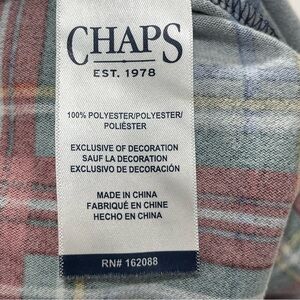 CHAPS
EST. 1978
100% POLYESTER/POLYESTER/
POLIÉSTER
EXCLUSIVE OF DECORATION
SAUF LA DECORATION
EXCLUSIVO DE DECORACIÓN
MADE IN CHINA
FABRIQUÉ EN CHINE
HECHO EN CHINA
RN# 162088